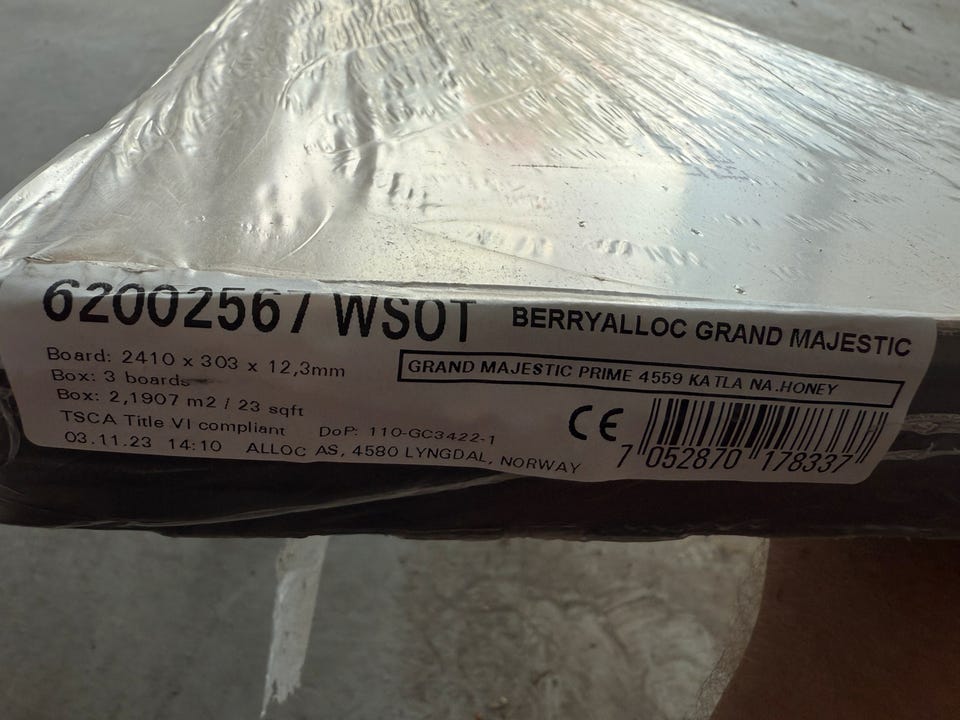 62002567 WSOT
BERRYALLOC GRAND MAJESTIC
Board: 2410 x 303 x 12,3mm
GRAND MAJESTIC PRIME 4559 KATLA NA.HONEY
Box: 3 boards
Box: 2,1907 m2 / 23 sqft
TSCA Title VI compliant
DoP: 110-GC3422-1
03.11.23 14:10 ALLOC AS, 4580 LYNGDAL, NORWAY
CE
7 052870 178337